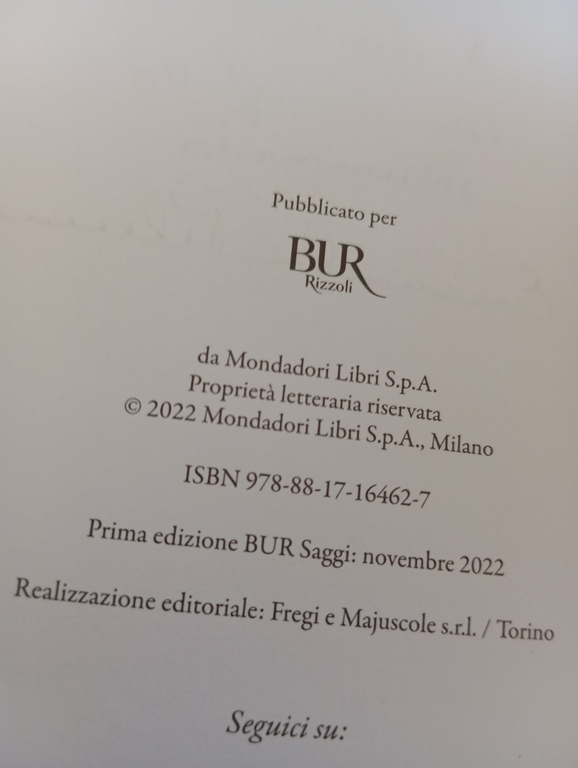 Pubblicato per
BUR
Rizzoli
da Mondadori Libri S.p.A.
Proprietà letteraria riservata
© 2022 Mondadori Libri S.p.A., Milano
ISBN 978-88-17-16462-7
Prima edizione BUR Saggi: novembre 2022
Realizzazione editoriale: Fregi e Majuscole s.r.l. / Torino
Seguici su: